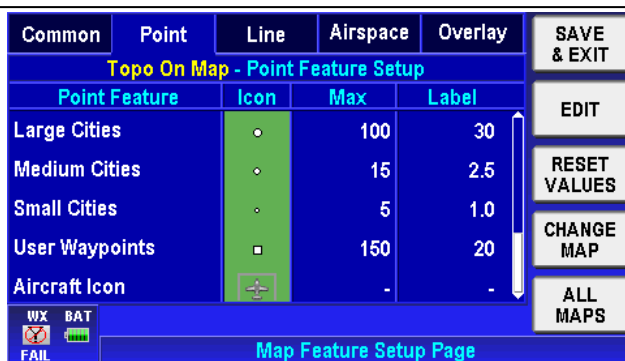 Common Point Line Airspace Overlay
SAVE & EXIT
Topo On Map - Point Feature Setup
Point Feature Icon Max Label
EDIT
Large Cities 100 30
Medium Cities 15 2.5
RESET VALUES
Small Cities 5 1.0
User Waypoints 150 20
CHANGE MAP
Aircraft Icon - -
ALL MAPS
WX BAT
FAIL
Map Feature Setup Page